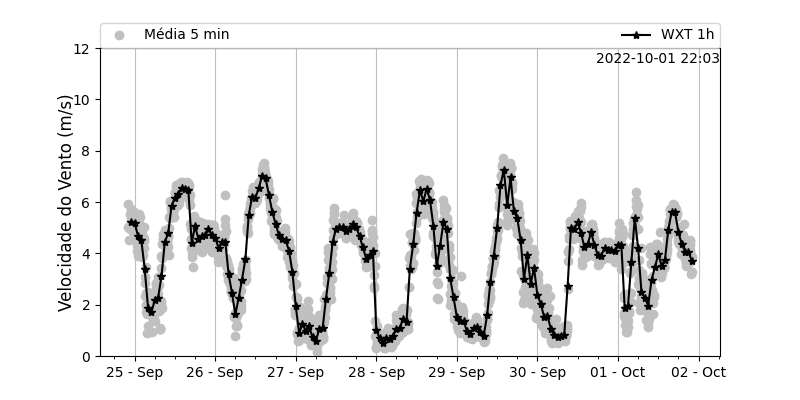 Média 5 min WXT 1h
2022-10-01 22:03
Velocidade do Vento (m/s)
12
10
8
6
4
2
0
25 - Sep 26 - Sep 27 - Sep 28 - Sep 29 - Sep 30 - Sep 01 - Oct 02 - Oct